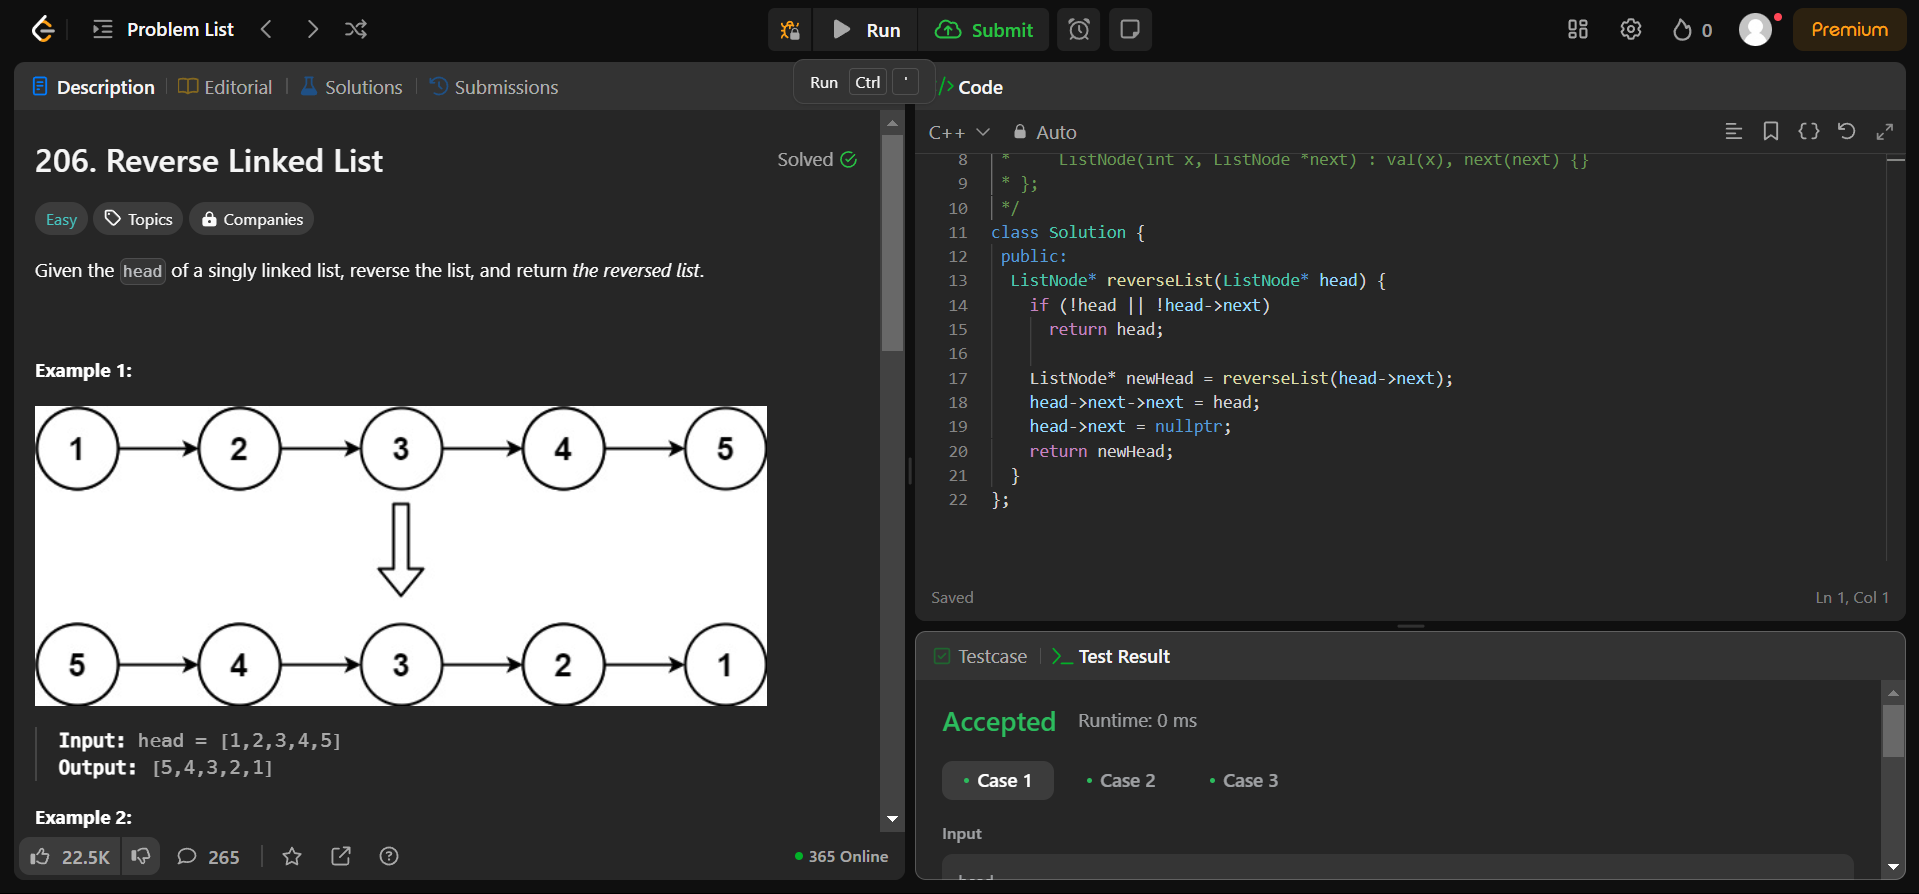 Problem List
Run
Submit
0
Premium
Run Ctrl '
Description
Editorial
Solutions
Submissions
206. Reverse Linked List
Solved
Easy
Topics
Companies
Given the head of a singly linked list, reverse the list, and return the reversed list.
Example 1:
1 2 3 4 5
5 4 3 2 1
Input: head = [1,2,3,4,5]
Output: [5,4,3,2,1]
Example 2:
22.5K
265
365 Online
</> Code
C++
Auto
8 *     ListNode(int x, ListNode *next) : val(x), next(next) {}
9 * };
10 */
11 class Solution {
12 public:
13 ListNode* reverseList(ListNode* head) {
14 if (!head || !head->next)
15 return head;
16
17 ListNode* newHead = reverseList(head->next);
18 head->next->next = head;
19 head->next = nullptr;
20 return newHead;
21 }
22 };
Saved
Ln 1, Col 1
Testcase
>_ Test Result
Accepted
Runtime: 0 ms
• Case 1
• Case 2
• Case 3
Input